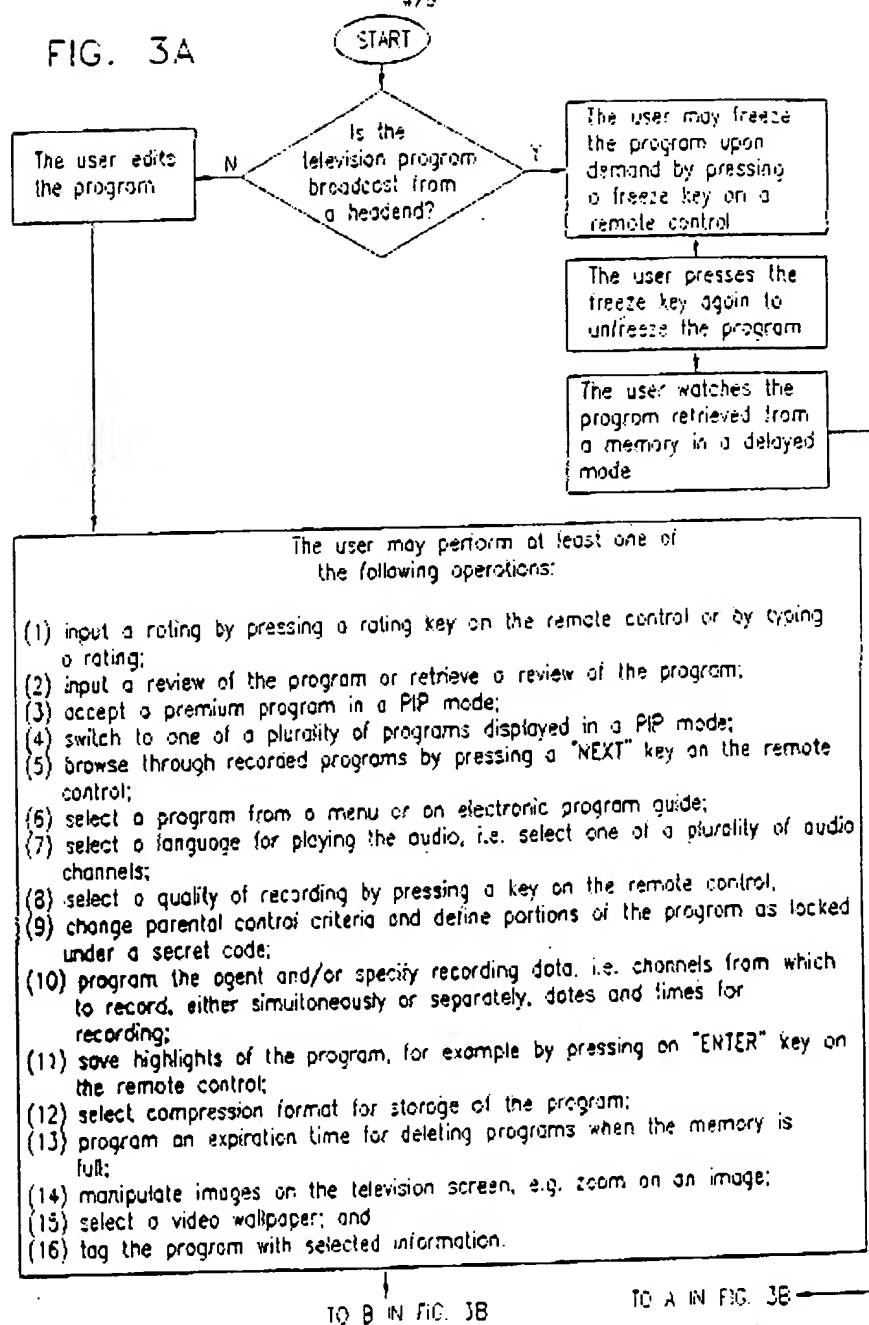 FIG. 3A
START
Is the
television program
broadcast from
a headend?
N
Y
The user edits
the program
The user may freeze
the program upon
demand by pressing
a freeze key on a
remote control
The user presses the
freeze key again to
unfreeze the program
The user watches the
program retrieved from
a memory in a delayed
mode
The user may perform at least one of
the following operations:
(1) input a rating by pressing a rating key on the remote control or by typing
a rating;
(2) input a review of the program or retrieve a review of the program;
(3) accept a premium program in a PIP mode;
(4) switch to one of a plurality of programs displayed in a PIP mode;
(5) browse through recorded programs by pressing a "NEXT" key on the remote
control;
(6) select a program from a menu or an electronic program guide;
(7) select a language for playing the audio, i.e. select one of a plurality of audio
channels;
(8) select a quality of recording by pressing a key on the remote control,
(9) change parental control criteria and define portions of the program as locked
under a secret code;
(10) program the agent and/or specify recording data, i.e. channels from which
to record, either simultaneously or separately, dates and times for
recording;
(11) save highlights of the program, for example by pressing an "ENTER" key on
the remote control;
(12) select compression format for storage of the program;
(13) program an expiration time for deleting programs when the memory is
full;
(14) manipulate images on the television screen, e.g. zoom on an image;
(15) select a video wallpaper; and
(16) tag the program with selected information.
TO B IN FIG. 3B
TO A IN FIG. 3B